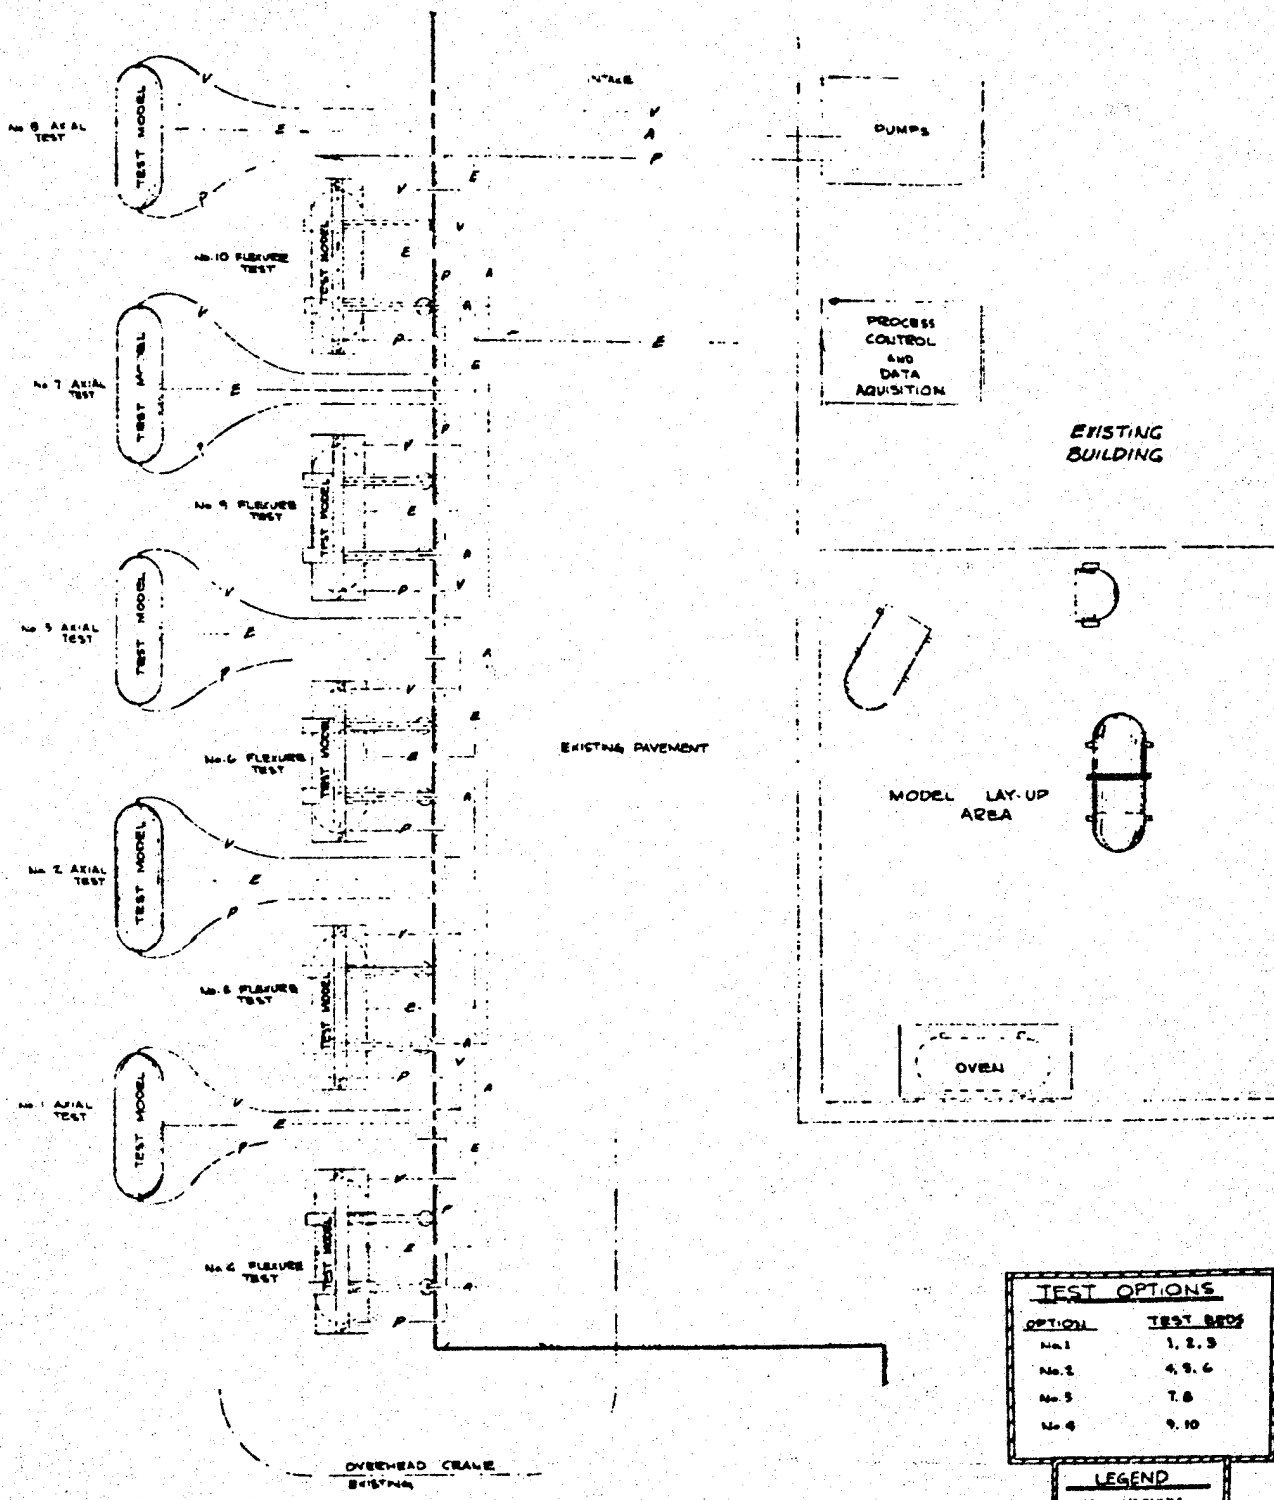 INTAKE
V
V
A
P
PUMPS
No 8 AXIAL
TEST
TEST MODEL
E
P
E
V
V
No.10 FLEXURE
TEST
TEST MODEL
E
P
A
A
V
P
E
PROCESS
CONTROL
AND
DATA
AQUISITION
No 7 AXIAL
TEST
TEST MODEL
E
E
P
P
V
EXISTING
BUILDING
No 9 FLEXURE
TEST
TEST MODEL
E
A
P
V
V
No 3 AXIAL
TEST
TEST MODEL
E
P
A
V
E
No.6 FLEXURE
TEST
TEST MODEL
E
A
P
EXISTING PAVEMENT
MODEL LAY-UP
AREA
V
No 2 AXIAL
TEST
TEST MODEL
E
P
V
FLEXURE
TEST
TEST MODEL
E
A
P
V
OVEN
No 1 AXIAL
TEST
TEST MODEL
V
E
P
A
E
V
P
FLEXURE
TEST
TEST MODEL
E
A
P
TEST OPTIONS
OPTION TEST BEDS
No.1 1, 2, 3
No.2 4, 5, 6
No.3 7, 8
No.4 9, 10
OVERHEAD CRANE
EXISTING
LEGEND